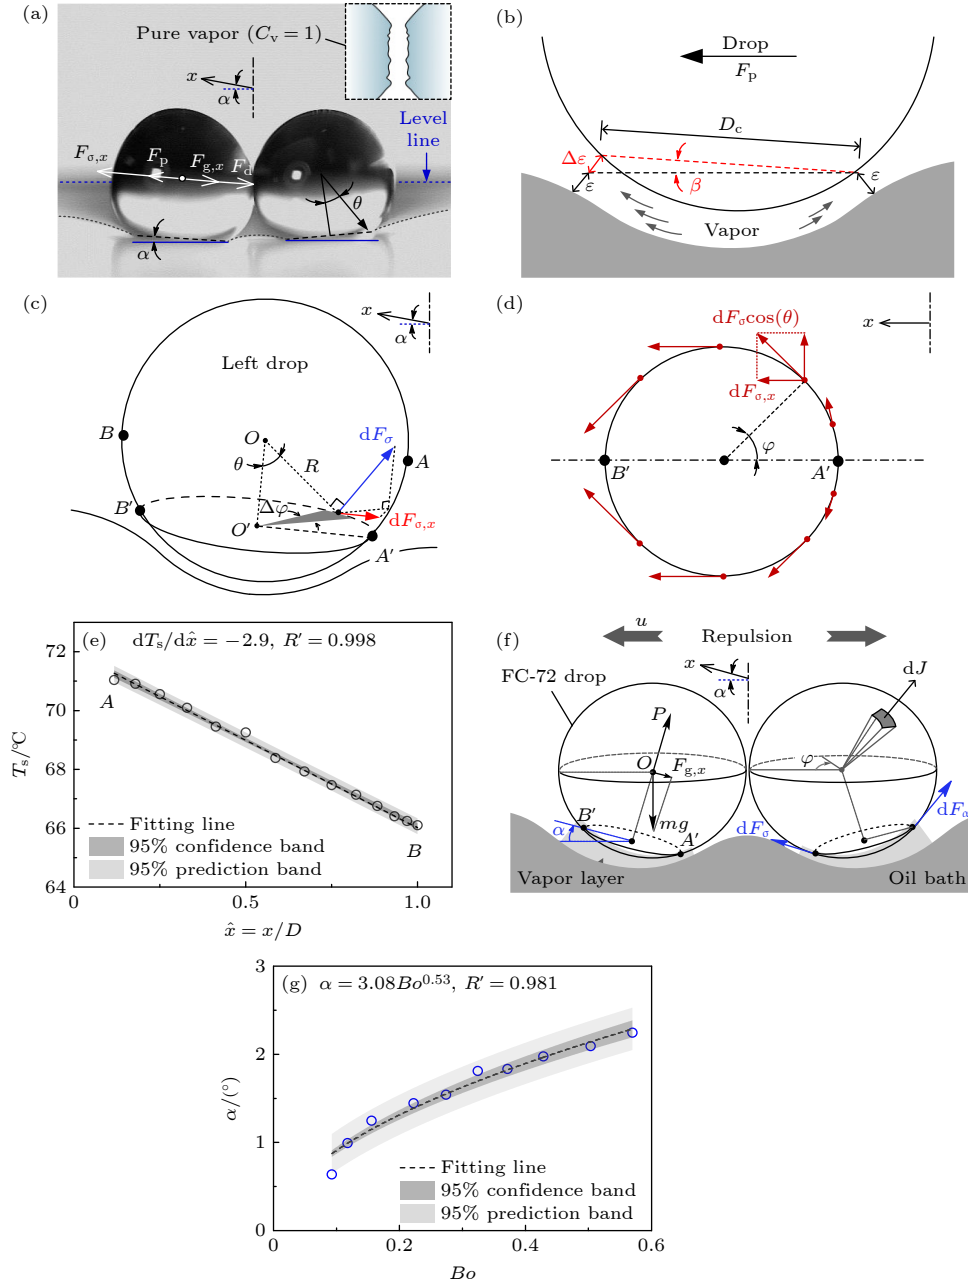 (a)
Pure vapor (Cv = 1)
x
α
Level
line
Fσ,x
Fp
Fg,x
Fd
θ
α
(b)
Drop
Fp
Dc
Δε
ε
β
ε
Vapor
(c)
x
α
Left drop
B
O
dFσ
A
θ
R
B′
Δφ
O′
dFσ,x
A′
(d)
dFσcos(θ)
x
dFσ,x
φ
B′
A′
(e)
dTs/dx̂ = −2.9, R′ = 0.998
72
70
68
66
64
Ts/°C
A
B
Fitting line
95% confidence band
95% prediction band
0
0.5
1.0
x̂ = x/D
(f)
u
Repulsion
x
α
FC-72 drop
dJ
P
O
Fg,x
φ
B′
α
mg
A′
dFσ
dFσ
Vapor layer
Oil bath
(g) α = 3.08Bo^0.53, R′ = 0.981
3
2
1
0
α/(°)
Fitting line
95% confidence band
95% prediction band
0.2
0.4
0.6
Bo